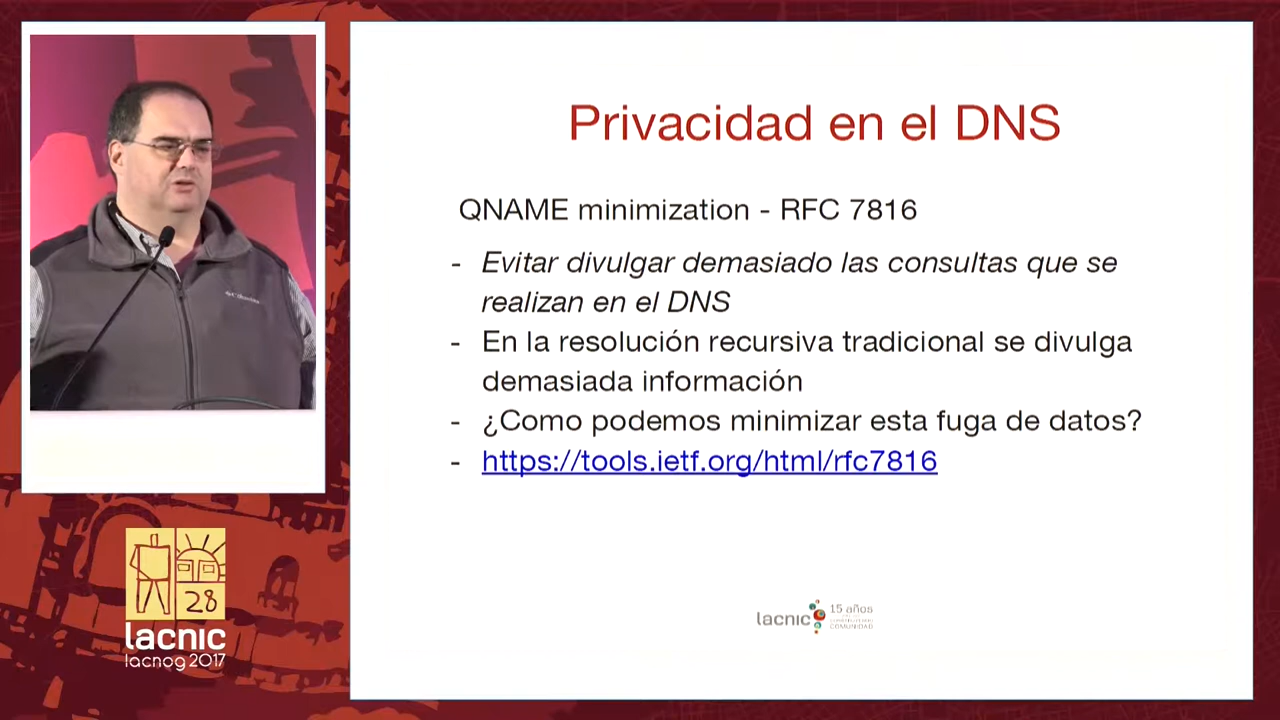 Privacidad en el DNS
QNAME minimization - RFC 7816
- Evitar divulgar demasiado las consultas que se
realizan en el DNS
- En la resolución recursiva tradicional se divulga
demasiada información
- ¿Como podemos minimizar esta fuga de datos?
- https://tools.ietf.org/html/rfc7816
lacnic
15 años
COMUNIDAD
Columbia
28
lacnic
lacnog 2017